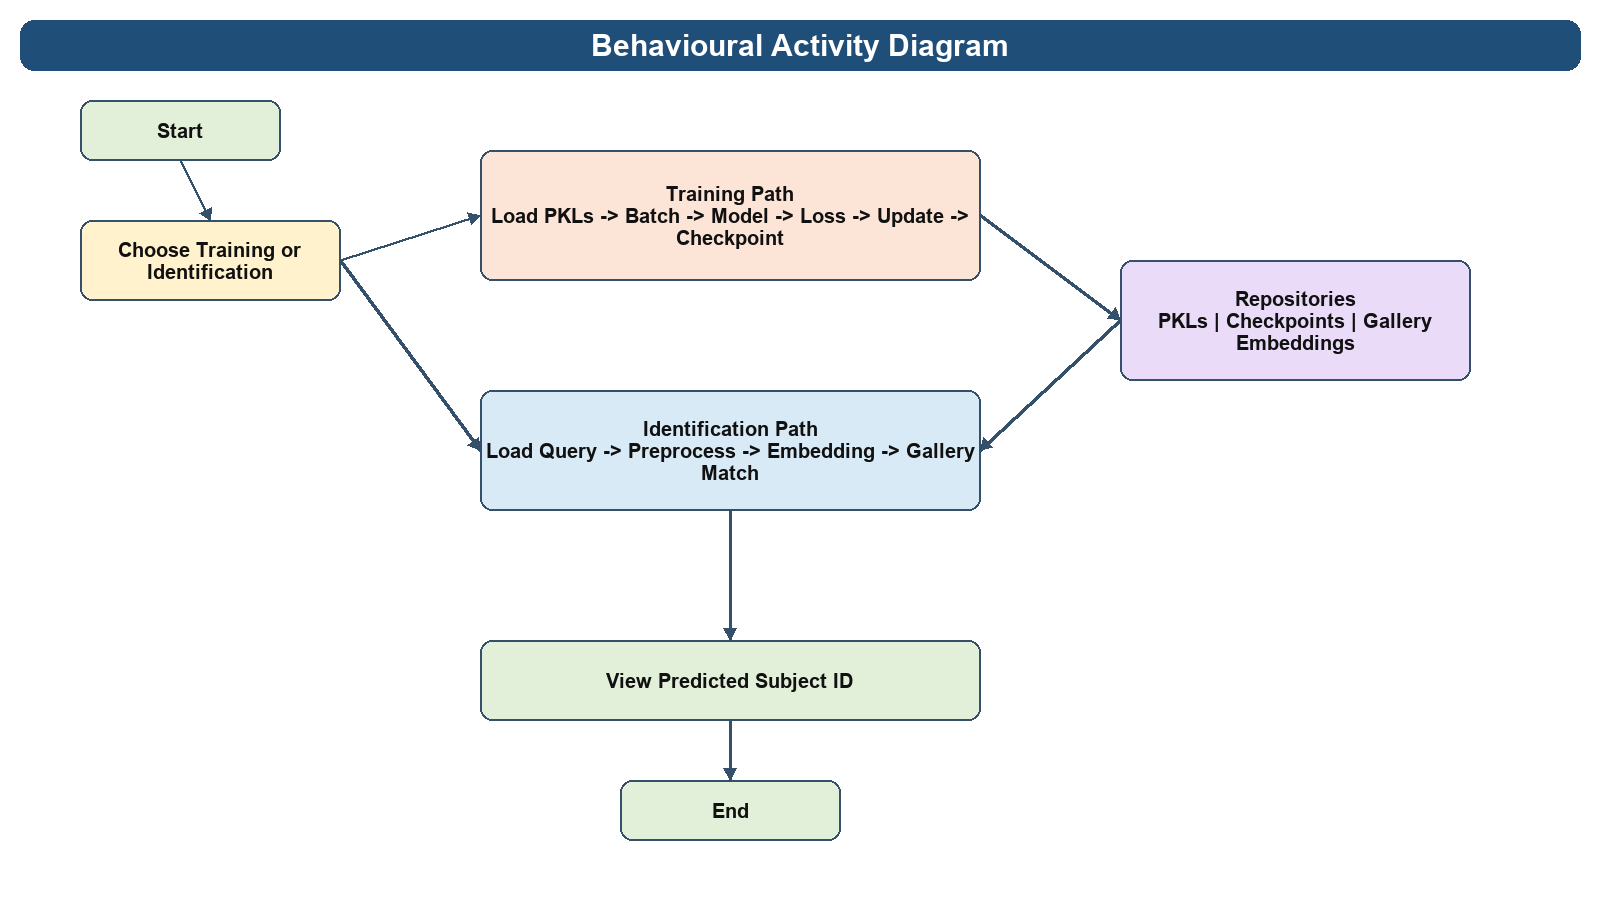 Behavioural Activity Diagram
Start
Choose Training or
Identification
Training Path
Load PKLs -> Batch -> Model -> Loss -> Update ->
Checkpoint
Repositories
PKLs | Checkpoints | Gallery
Embeddings
Identification Path
Load Query -> Preprocess -> Embedding -> Gallery
Match
View Predicted Subject ID
End